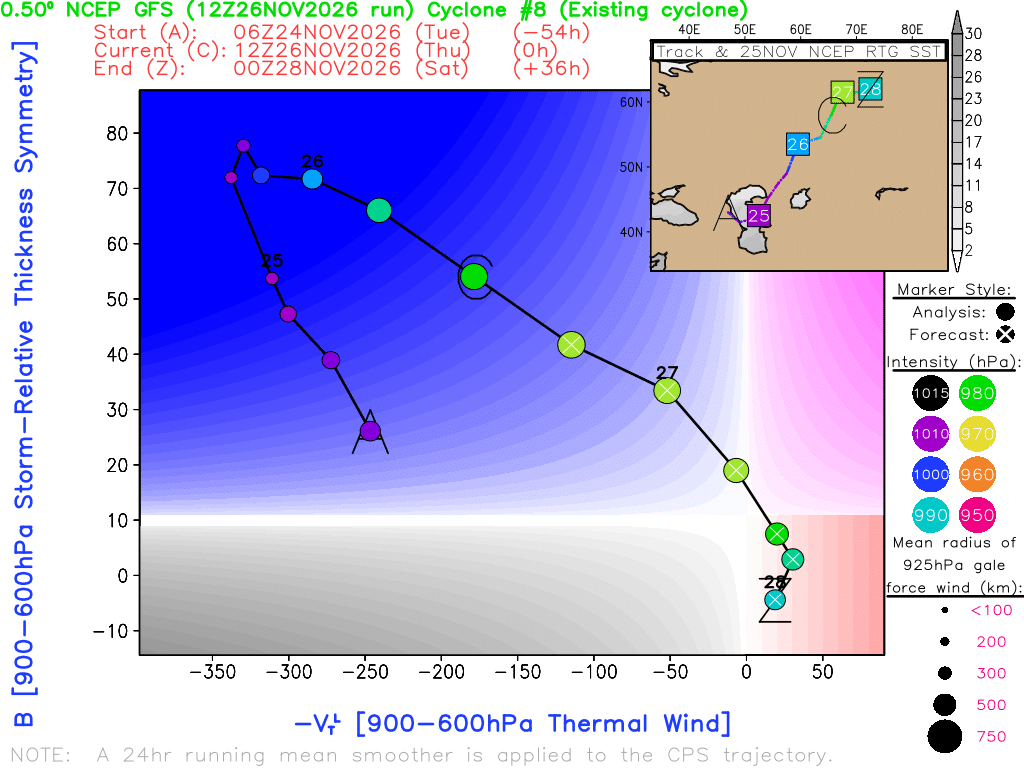 0.50° NCEP GFS (12Z26NOV2026 run) Cyclone #8 (Existing cyclone)
Start (A): 06Z24NOV2026 (Tue) (−54h)
Current (C): 12Z26NOV2026 (Thu) (0h)
End (Z): 00Z28NOV2026 (Sat) (+36h)
40E 50E 60E 70E 80E
Track & 25NOV NCEP RTG SST
60N
50N
40N
A
25
26
C
27
28
Z
30
28
26
23
20
17
14
11
8
5
2
B [900−600hPa Storm−Relative Thickness Symmetry]
80
70
60
50
40
30
20
10
0
−10
26
25
C
27
A
28
Z
−350 −300 −250 −200 −150 −100 −50 0 50
−VTL [900−600hPa Thermal Wind]
Marker Style:
Analysis:
Forecast:
Intensity (hPa):
1015 980
1010 970
1000 960
990 950
Mean radius of
925hPa gale
force wind (km):
<100
200
300
500
750
NOTE: A 24hr running mean smoother is applied to the CPS trajectory.